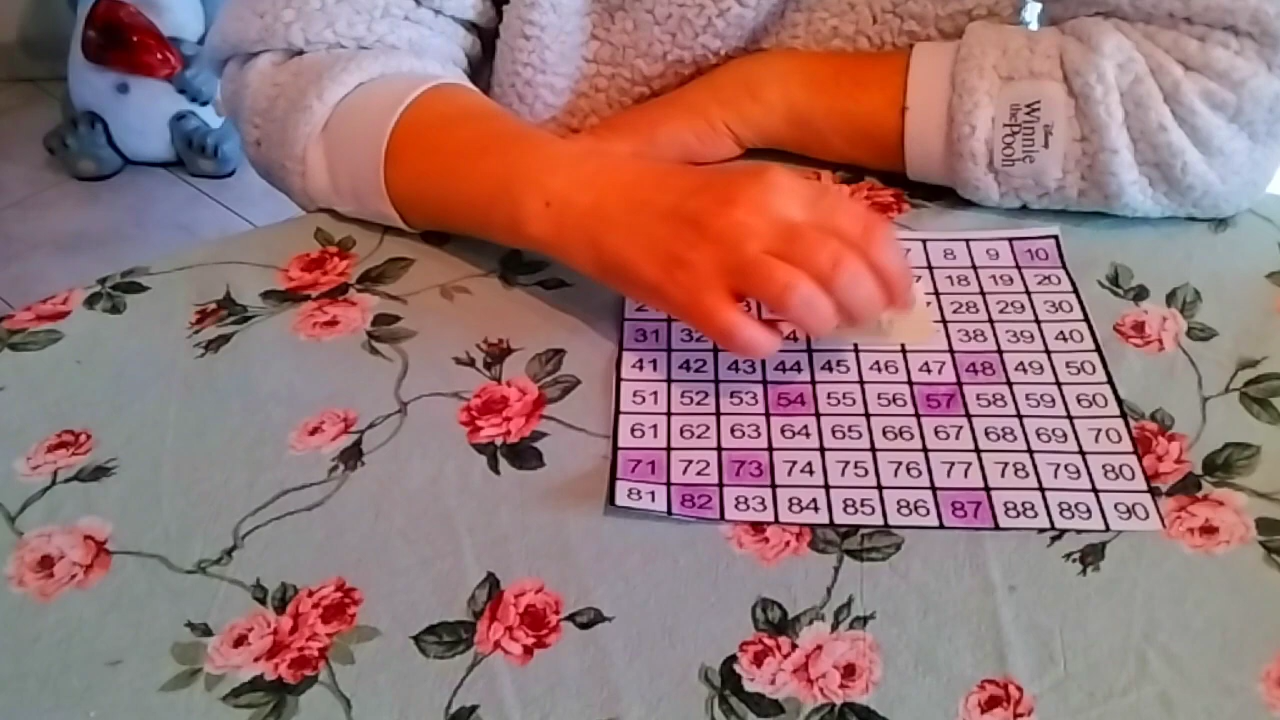 Disney
Winnie
the Pooh
7 8 9 10
18 19 20
28 29 30
31 32 38 39 40
41 42 43 44 45 46 47 48 49 50
51 52 53 54 55 56 57 58 59 60
61 62 63 64 65 66 67 68 69 70
71 72 73 74 75 76 77 78 79 80
81 82 83 84 85 86 87 88 89 90